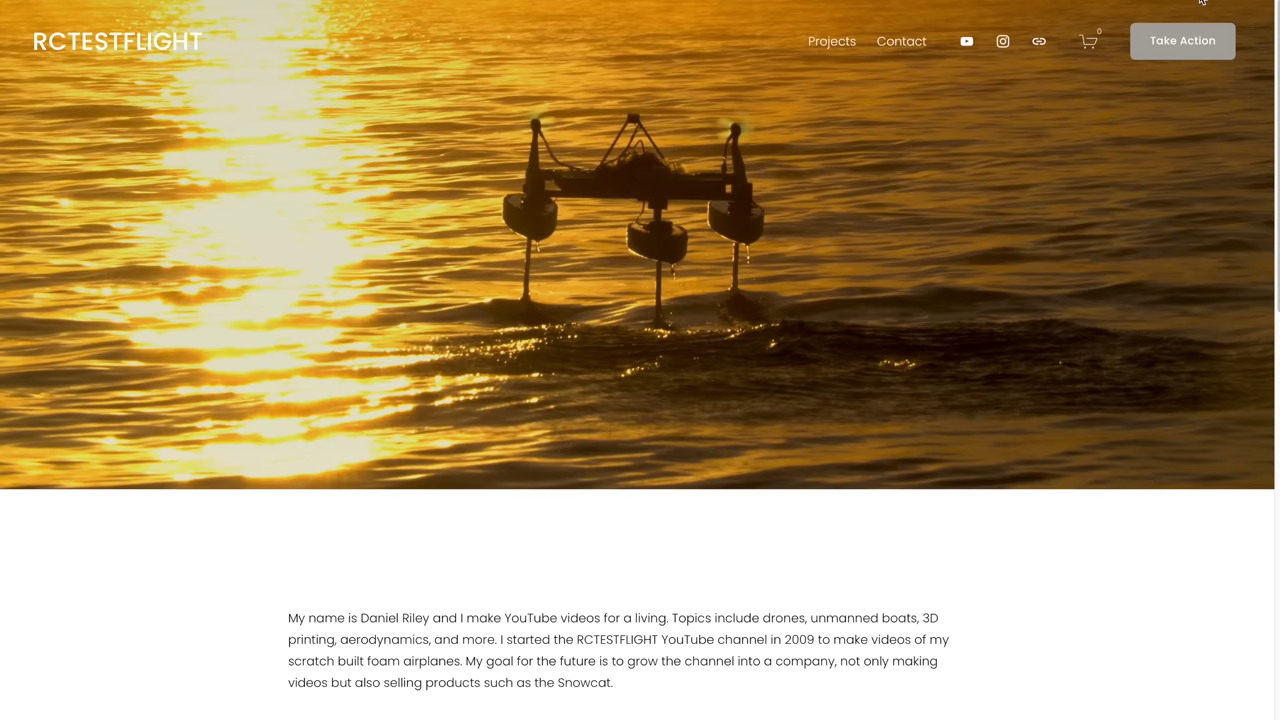 RCTESTFLIGHT
Projects
Contact
0
Take Action
My name is Daniel Riley and I make YouTube videos for a living. Topics include drones, unmanned boats, 3D
printing, aerodynamics, and more. I started the RCTESTFLIGHT YouTube channel in 2009 to make videos of my
scratch built foam airplanes. My goal for the future is to grow the channel into a company, not only making
videos but also selling products such as the Snowcat.